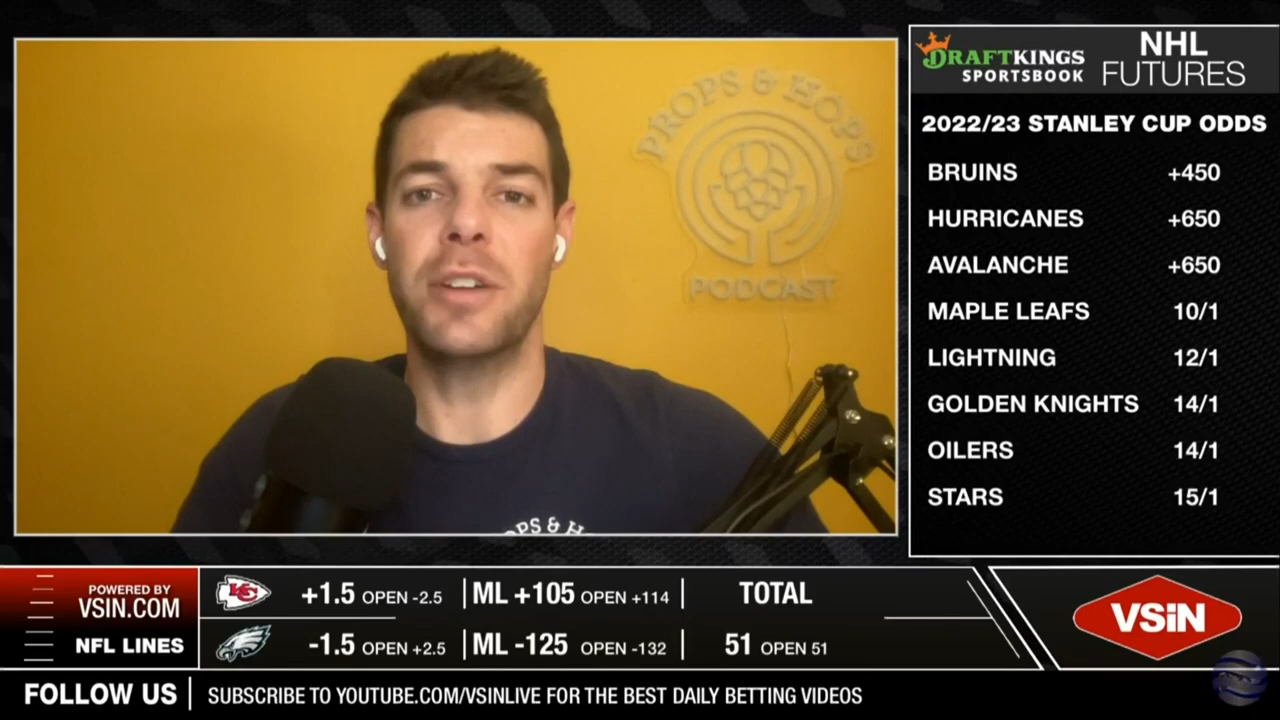 PROPS & HOPS
PODCAST
OPS & H
DRAFTKINGS
SPORTSBOOK
NHL
FUTURES
2022/23 STANLEY CUP ODDS
BRUINS +450
HURRICANES +650
AVALANCHE +650
MAPLE LEAFS 10/1
LIGHTNING 12/1
GOLDEN KNIGHTS 14/1
OILERS 14/1
STARS 15/1
POWERED BY
VSIN.COM
NFL LINES
KC +1.5 OPEN -2.5 ML +105 OPEN +114 TOTAL
-1.5 OPEN +2.5 ML -125 OPEN -132 51 OPEN 51
VSiN
FOLLOW US SUBSCRIBE TO YOUTUBE.COM/VSINLIVE FOR THE BEST DAILY BETTING VIDEOS